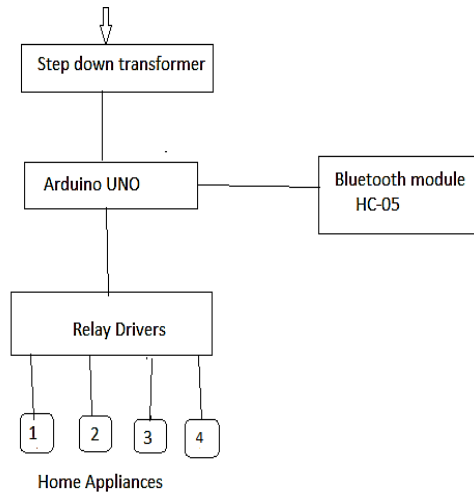 Step down transformer
Arduino UNO
Bluetooth module
HC-05
Relay Drivers
1
2
3
4
Home Appliances